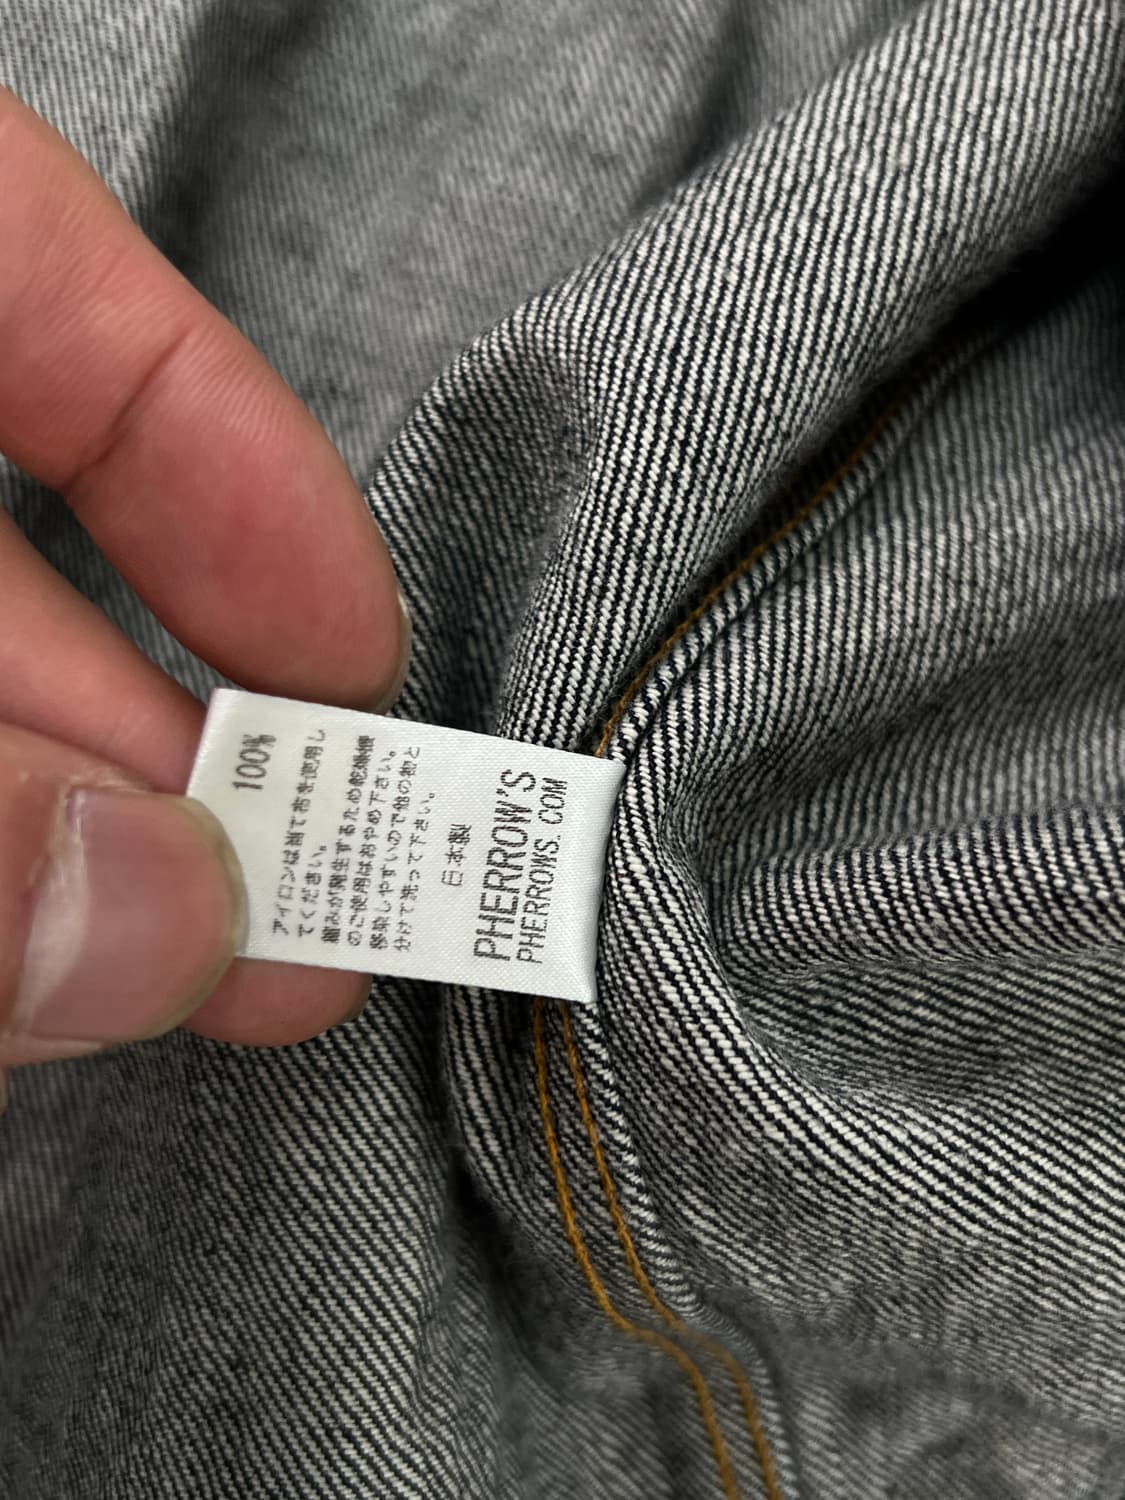 100%
アイロンは当て布を使用し
てください。
縮みが発生するため乾燥機
のご使用はおやめ下さい。
移染しやすいので他の物と
分けて洗って下さい。
日本製
PHERROW'S
PHERROWS.COM